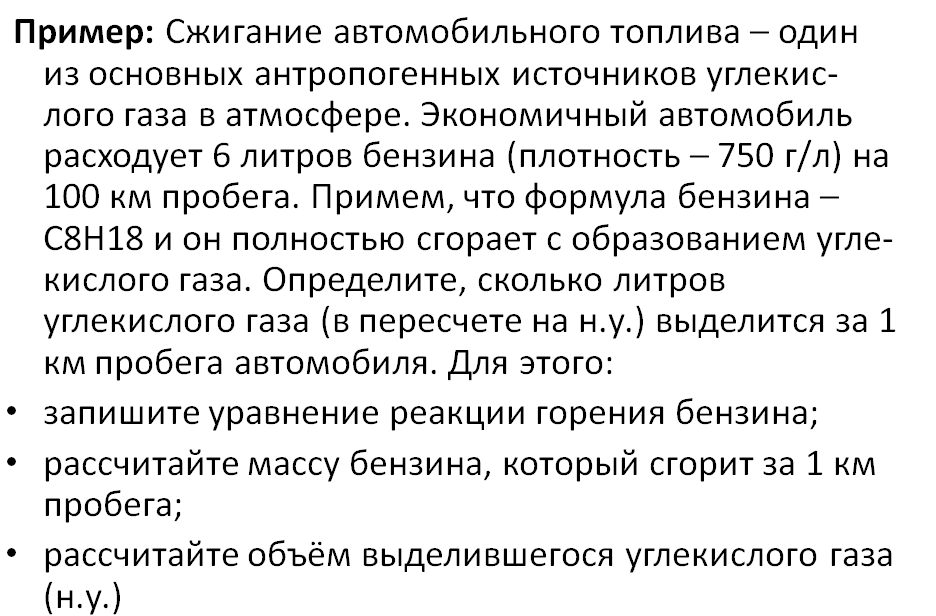 Пример: Сжигание автомобильного топлива – один
из основных антропогенных источников углекис-
лого газа в атмосфере. Экономичный автомобиль
расходует 6 литров бензина (плотность – 750 г/л) на
100 км пробега. Примем, что формула бензина –
C8H18 и он полностью сгорает с образованием угле-
кислого газа. Определите, сколько литров
углекислого газа (в пересчете на н.у.) выделится за 1
км пробега автомобиля. Для этого:
• запишите уравнение реакции горения бензина;
• рассчитайте массу бензина, который сгорит за 1 км
пробега;
• рассчитайте объём выделившегося углекислого газа
(н.у.)